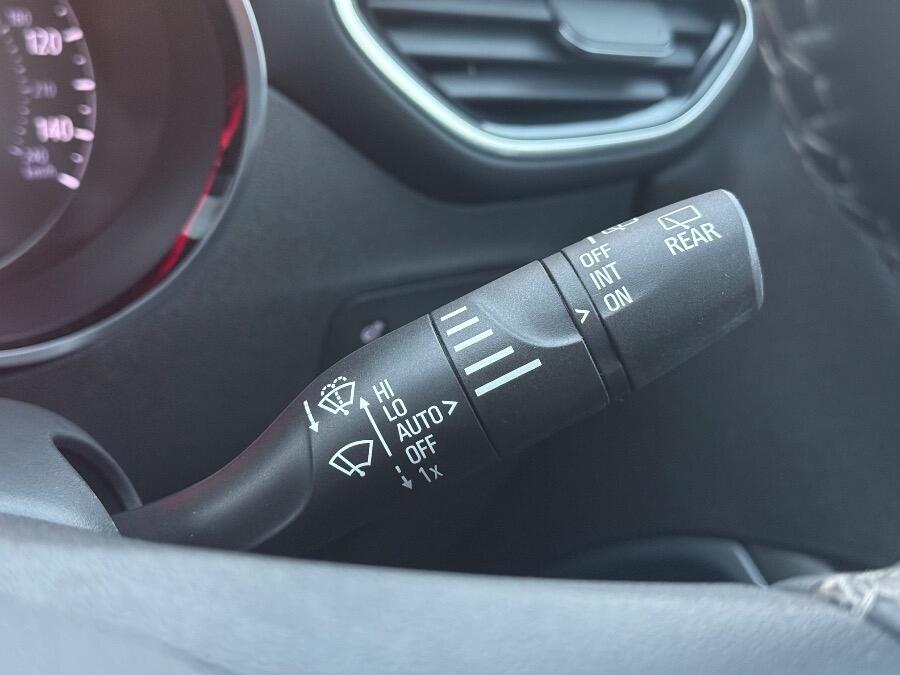 120
140
REAR
OFF
INT
ON
HI
LO
AUTO >
OFF
1x